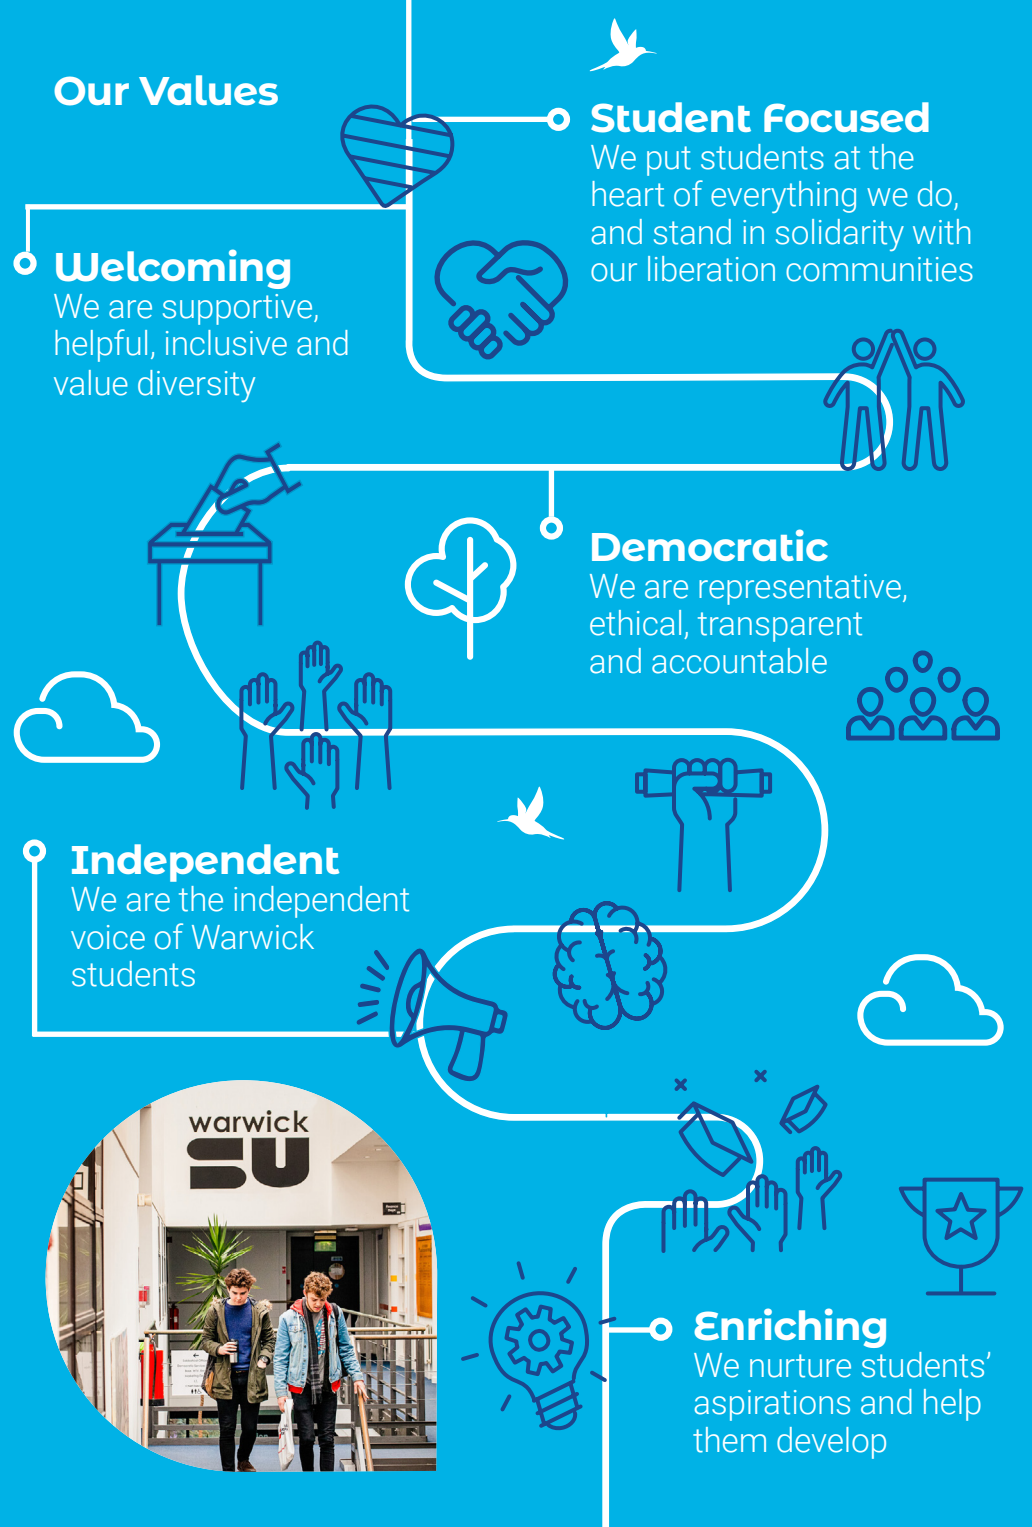 Our Values
Student Focused
We put students at the
heart of everything we do,
and stand in solidarity with
our liberation communities
Welcoming
We are supportive,
helpful, inclusive and
value diversity
Democratic
We are representative,
ethical, transparent
and accountable
Independent
We are the independent
voice of Warwick
students
warwick
SU
Enriching
We nurture students’
aspirations and help
them develop